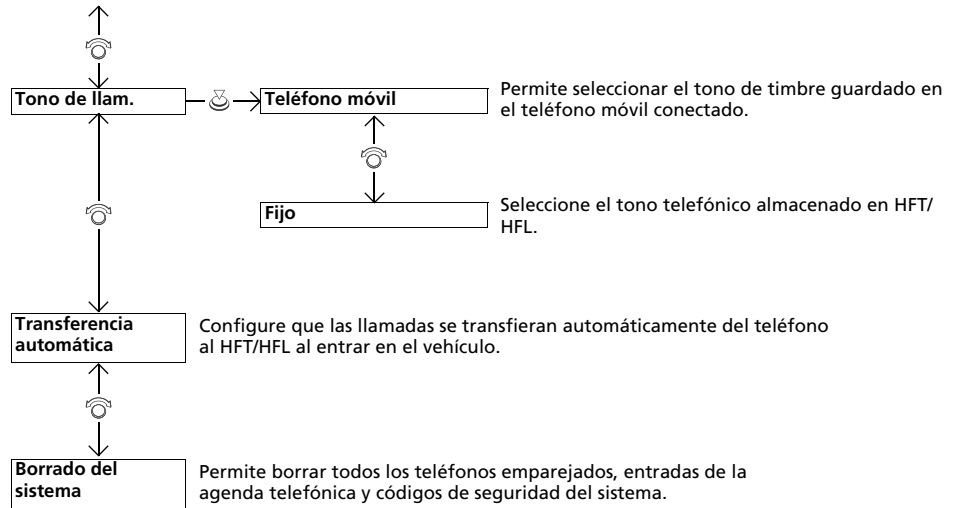 Tono de llam.
Teléfono móvil
Permite seleccionar el tono de timbre guardado en
el teléfono móvil conectado.
Fijo
Seleccione el tono telefónico almacenado en HFT/
HFL.
Transferencia
automática
Configure que las llamadas se transfieran automáticamente del teléfono
al HFT/HFL al entrar en el vehículo.
Borrado del
sistema
Permite borrar todos los teléfonos emparejados, entradas de la
agenda telefónica y códigos de seguridad del sistema.